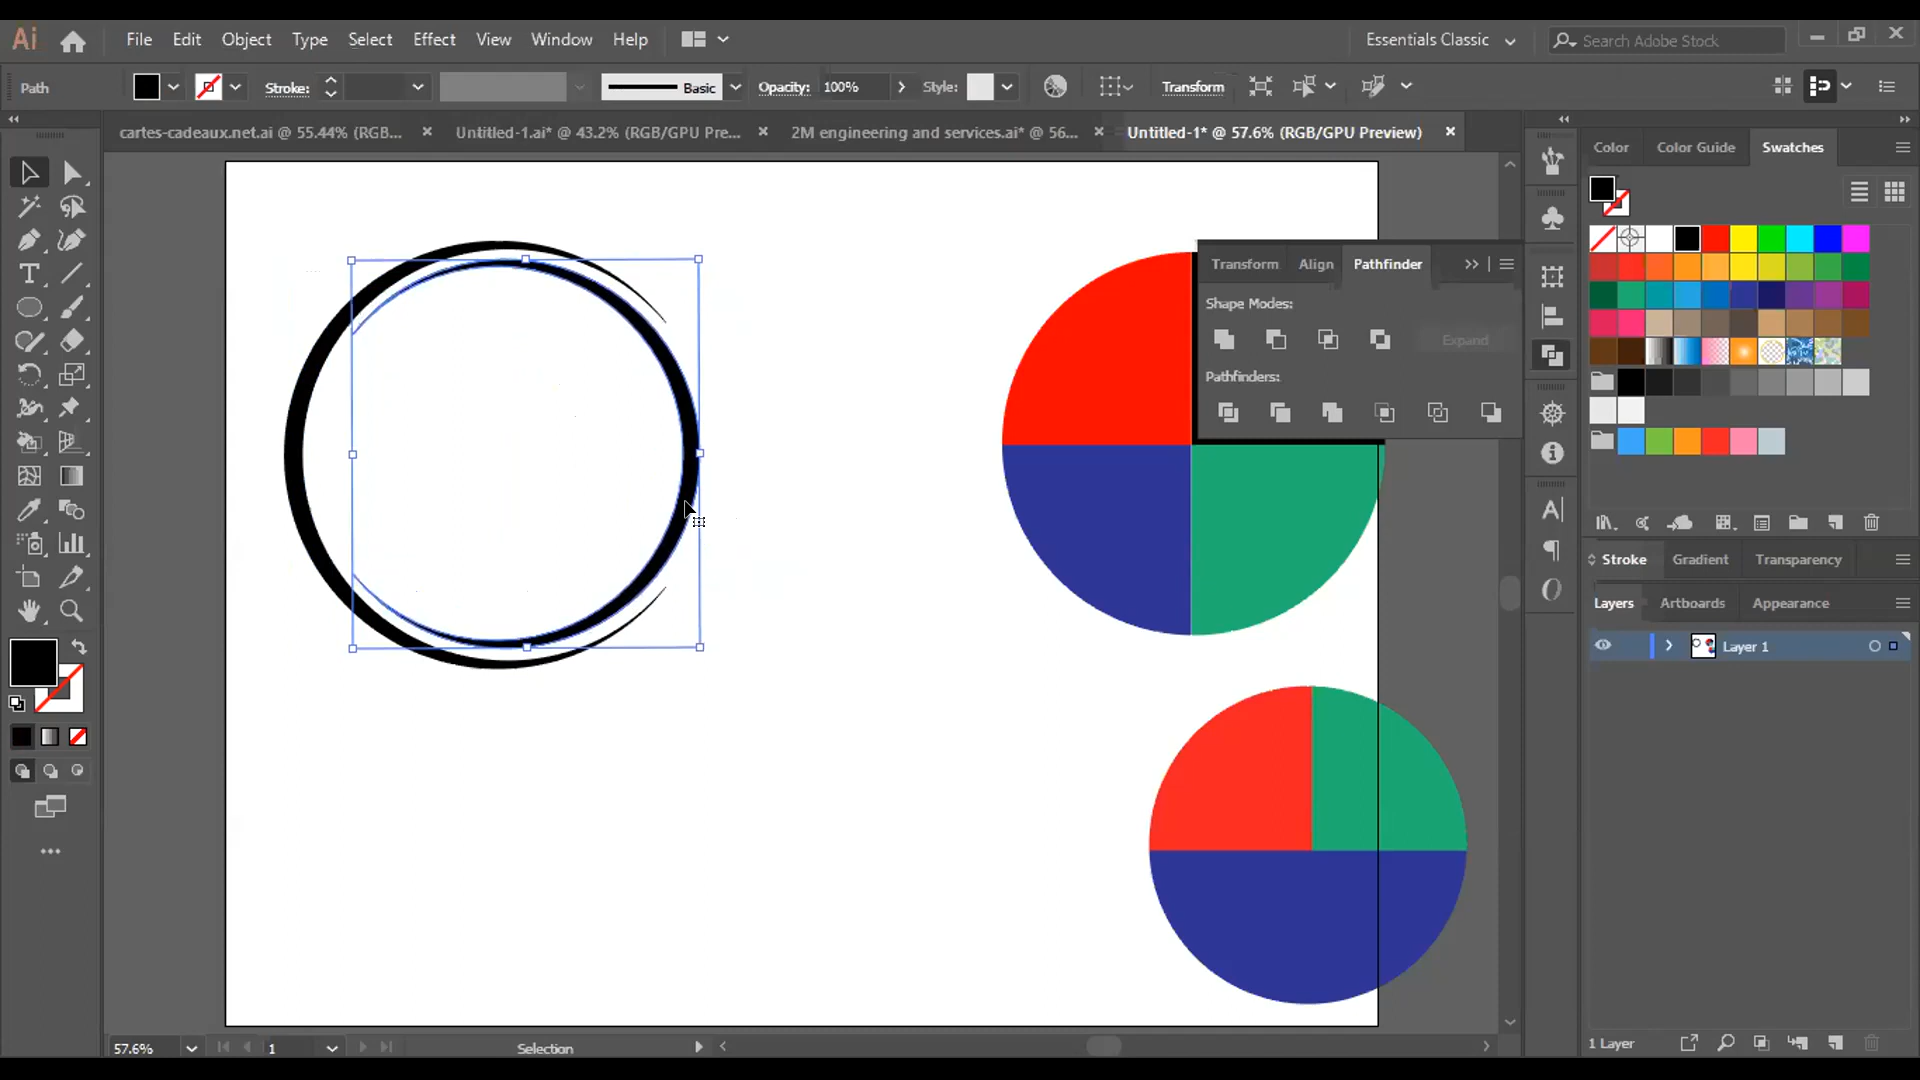 Ai File Edit Object Type Select Effect View Window Help Essentials Classic Search Adobe Stock
Path Stroke: Basic Opacity: 100% Style: Transform
cartes-cadeaux.net.ai @ 55.44% (RGB... Untitled-1.ai* @ 43.2% (RGB/GPU Pre... 2M engineering and services.ai* @ 56... Untitled-1* @ 57.6% (RGB/GPU Preview)
Color Color Guide Swatches
Transform Align Pathfinder
Shape Modes:
Expand
Pathfinders:
Stroke Gradient Transparency
Layers Artboards Appearance
Layer 1
57.6% 1 Selection 1 Layer